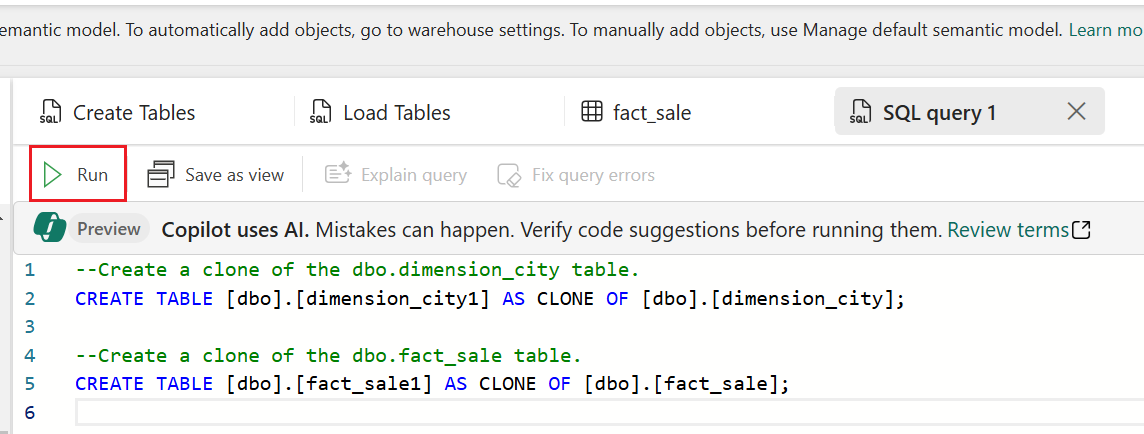 emantic model. To automatically add objects, go to warehouse settings. To manually add objects, use Manage default semantic model. Learn mo
SQL Create Tables SQL Load Tables fact_sale SQL SQL query 1
Run Save as view Explain query Fix query errors
Preview Copilot uses AI. Mistakes can happen. Verify code suggestions before running them. Review terms
1 --Create a clone of the dbo.dimension_city table.
2 CREATE TABLE [dbo].[dimension_city1] AS CLONE OF [dbo].[dimension_city];
3
4 --Create a clone of the dbo.fact_sale table.
5 CREATE TABLE [dbo].[fact_sale1] AS CLONE OF [dbo].[fact_sale];
6